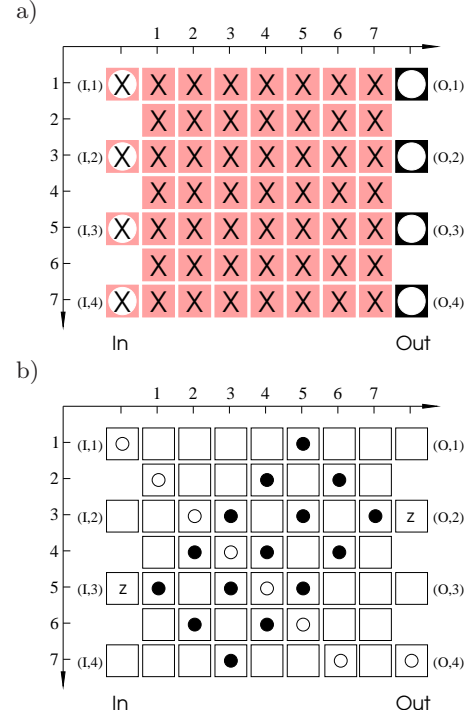 a)
1 2 3 4 5 6 7
1 (I,1) X X X X X X X X (O,1)
2 X X X X X X X
3 (I,2) X X X X X X X X (O,2)
4 X X X X X X X
5 (I,3) X X X X X X X X (O,3)
6 X X X X X X X
7 (I,4) X X X X X X X X (O,4)
In Out
b)
1 2 3 4 5 6 7
1 (I,1) (O,1)
2
3 (I,2) z (O,2)
4
5 (I,3) z (O,3)
6
7 (I,4) (O,4)
In Out